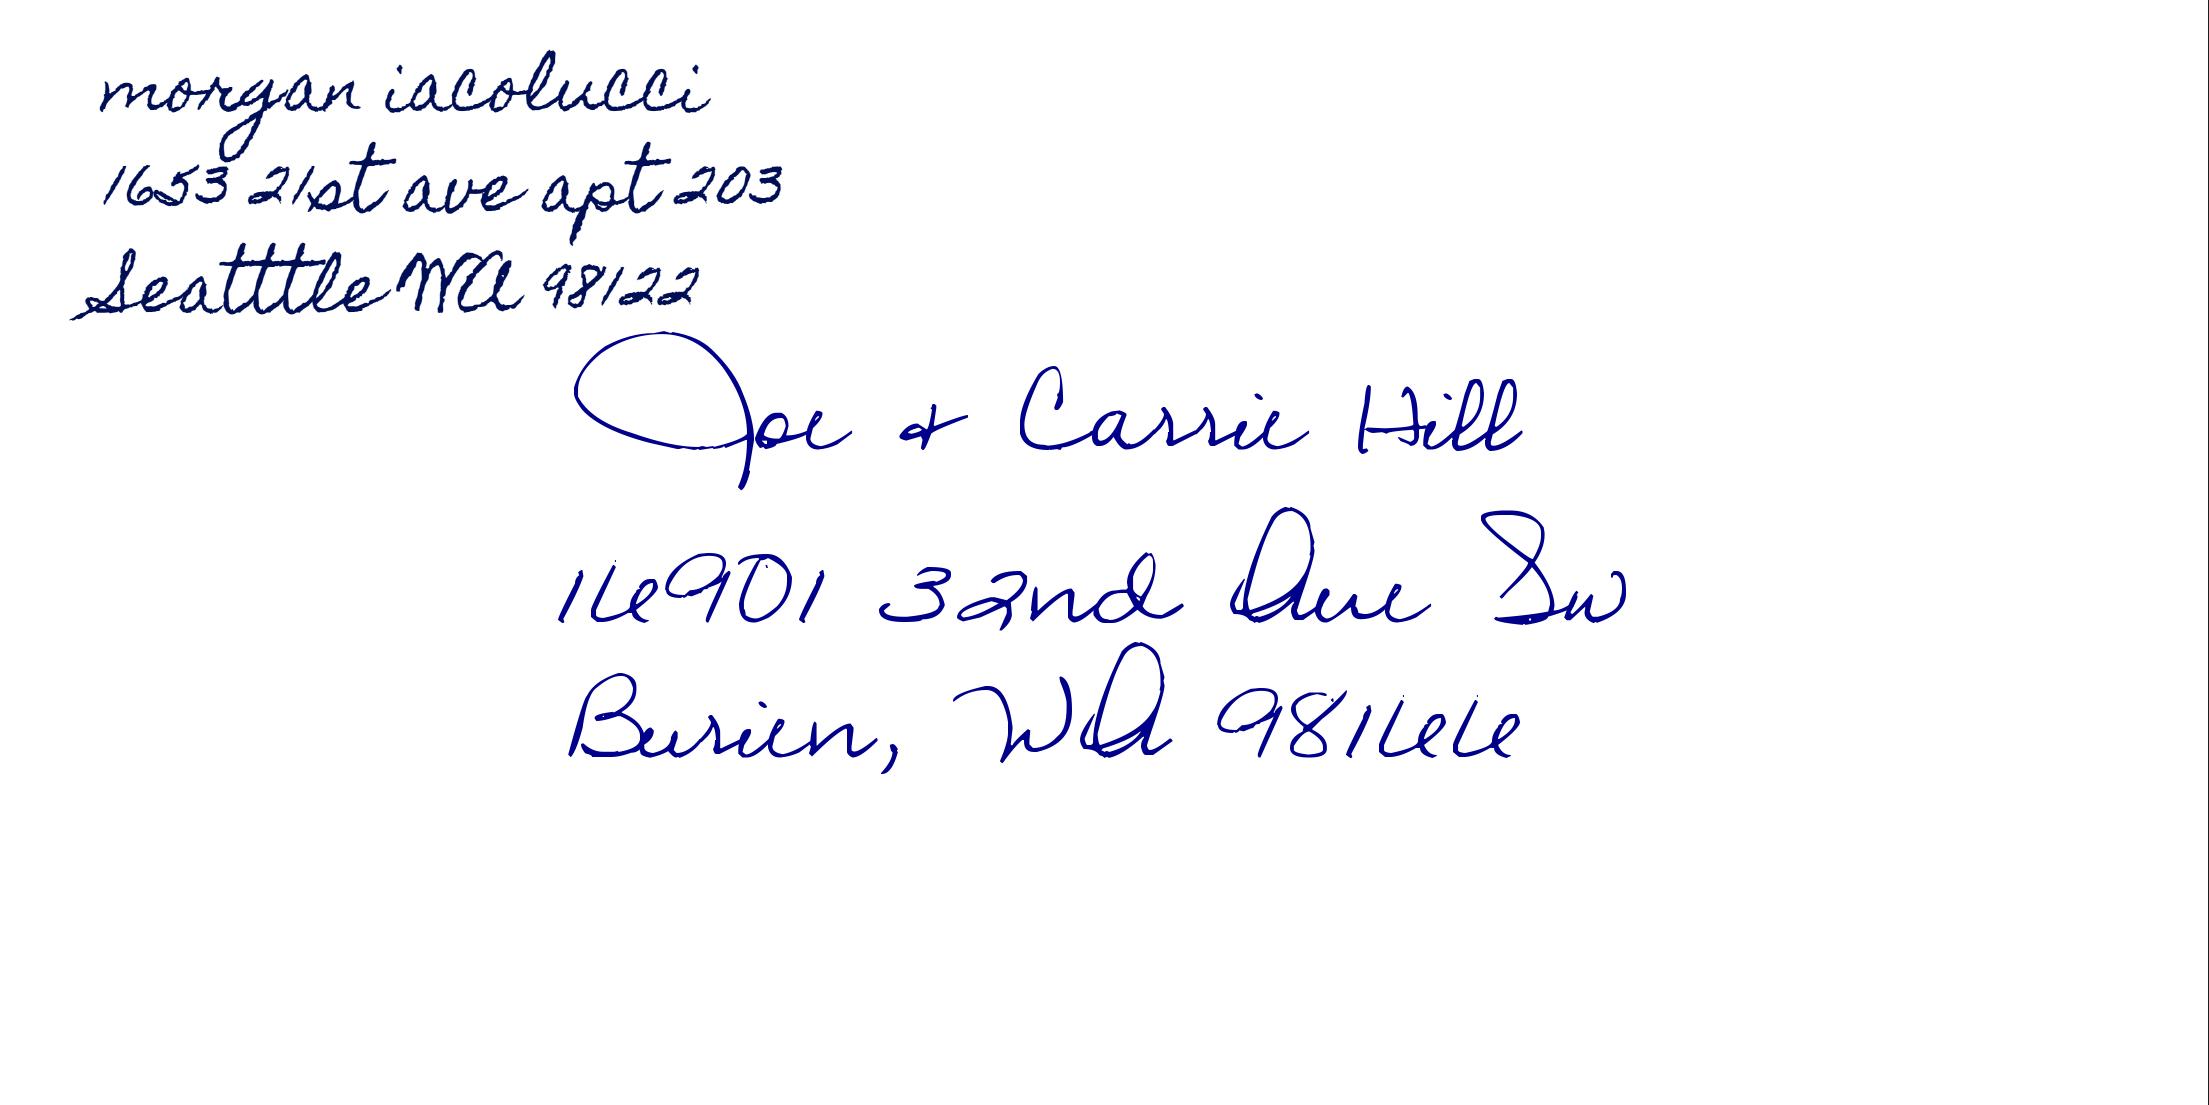 morgan iacolucci
1653 21st ave apt 203
Seatttle WA 98122
Joe & Carrie Hill
16901 32nd Ave SW
Burien, WA 98166